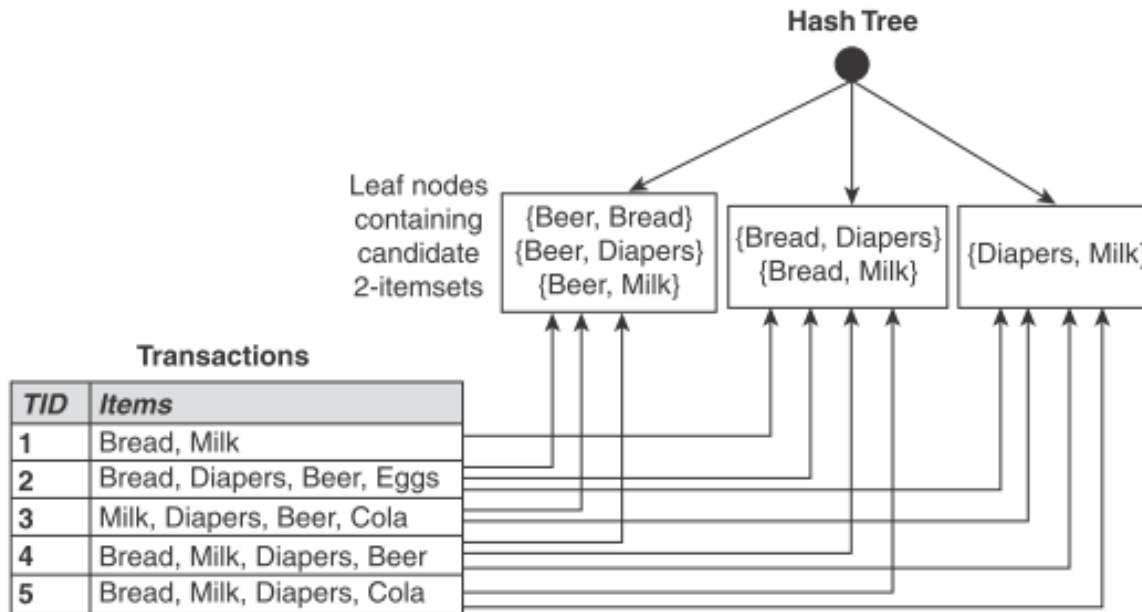 Hash Tree
Leaf nodes
containing
candidate
2-itemsets
{Beer, Bread}
{Beer, Diapers}
{Beer, Milk}
{Bread, Diapers}
{Bread, Milk}
{Diapers, Milk}
Transactions
TID Items
1 Bread, Milk
2 Bread, Diapers, Beer, Eggs
3 Milk, Diapers, Beer, Cola
4 Bread, Milk, Diapers, Beer
5 Bread, Milk, Diapers, Cola